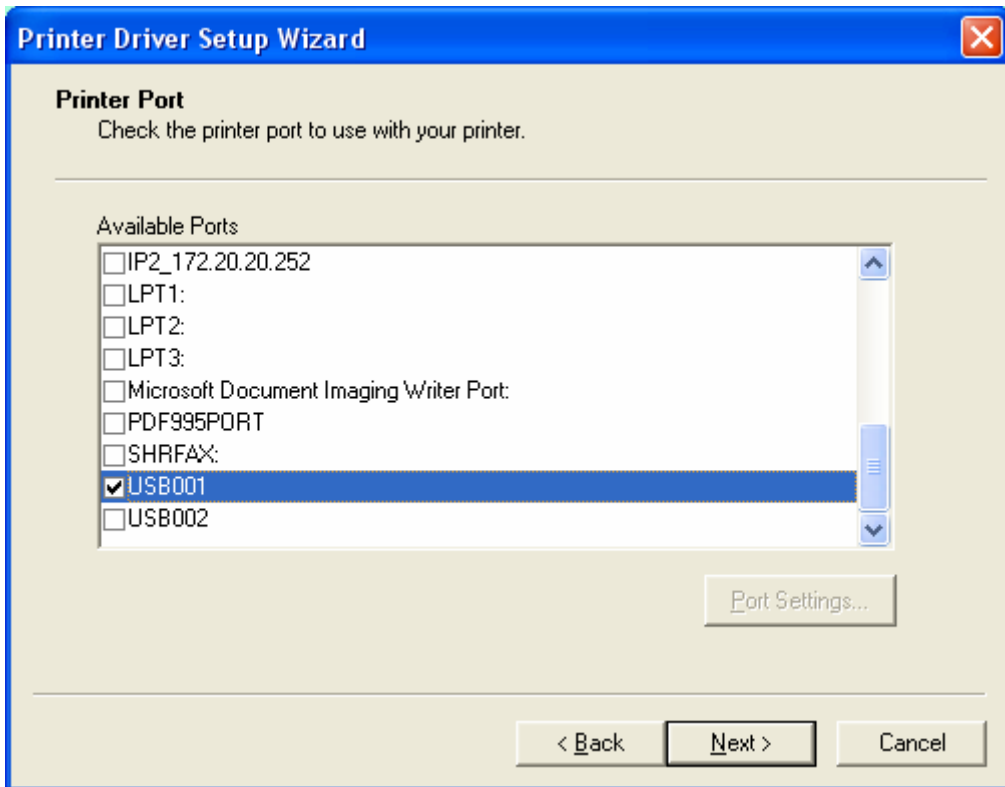 Printer Driver Setup Wizard
Printer Port
Check the printer port to use with your printer.
Available Ports
IP2_172.20.20.252
LPT1:
LPT2:
LPT3:
Microsoft Document Imaging Writer Port:
PDF995PORT
SHRFAX:
USB001
USB002
Port Settings...
< Back Next > Cancel